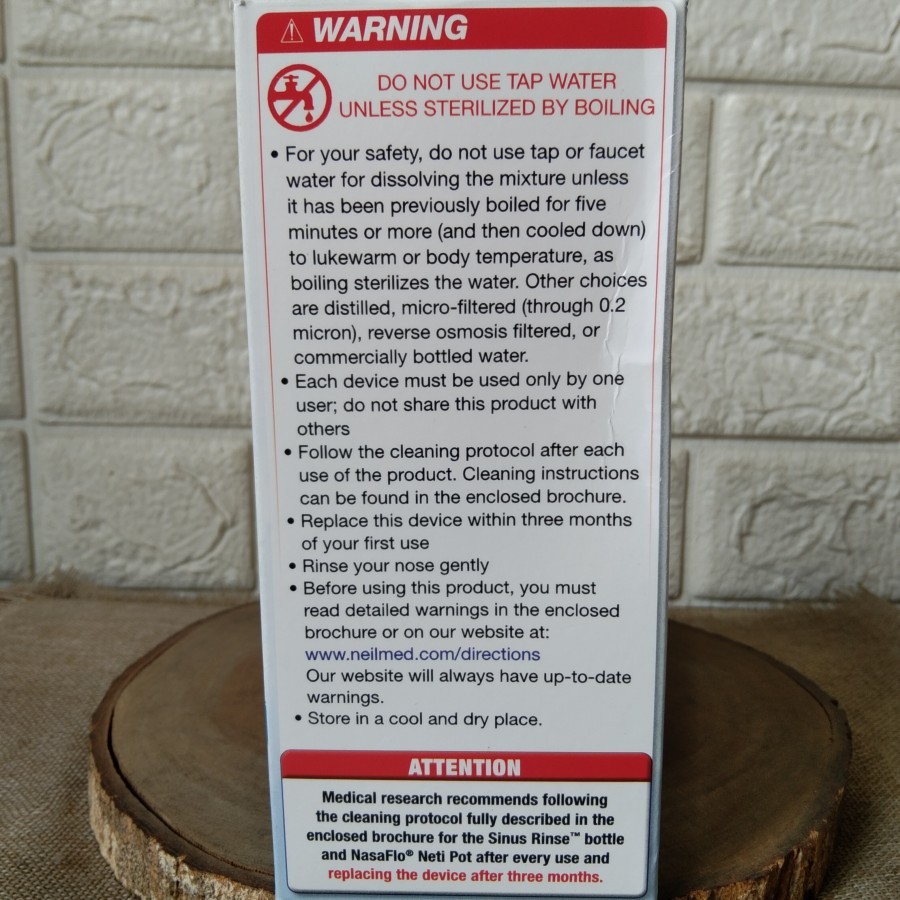 WARNING
DO NOT USE TAP WATER
UNLESS STERILIZED BY BOILING
• For your safety, do not use tap or faucet
water for dissolving the mixture unless
it has been previously boiled for five
minutes or more (and then cooled down)
to lukewarm or body temperature, as
boiling sterilizes the water. Other choices
are distilled, micro-filtered (through 0.2
micron), reverse osmosis filtered, or
commercially bottled water.
• Each device must be used only by one
user; do not share this product with
others
• Follow the cleaning protocol after each
use of the product. Cleaning instructions
can be found in the enclosed brochure.
• Replace this device within three months
of your first use
• Rinse your nose gently
• Before using this product, you must
read detailed warnings in the enclosed
brochure or on our website at:
www.neilmed.com/directions
Our website will always have up-to-date
warnings.
• Store in a cool and dry place.
ATTENTION
Medical research recommends following
the cleaning protocol fully described in the
enclosed brochure for the Sinus Rinse™ bottle
and NasaFlo® Neti Pot after every use and
replacing the device after three months.